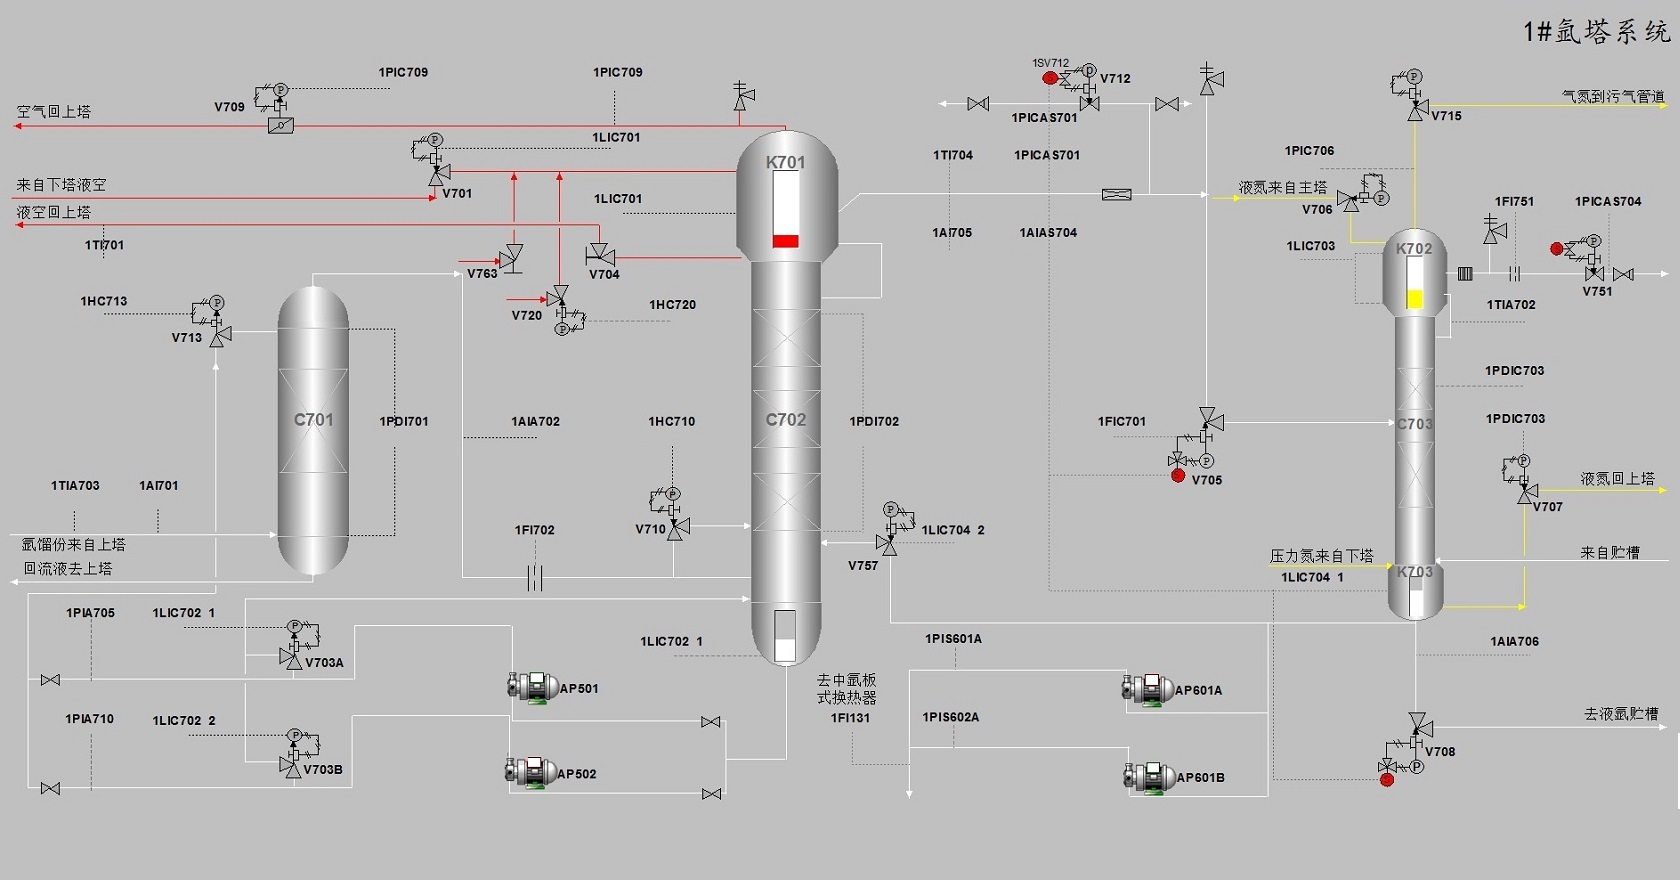 1#氩塔系统
1SV712
1PIC709
1PIC709
P
P
V712
P
气氮到污气管道
V709
空气回上塔
1PICAS701
V715
P
1LIC701
1TI704
1PICAS701
1PIC706
K701
来自下塔液空
V701
液氮来自主塔
P
1LIC701
V706
1FI751
1PICAS704
液空回上塔
1AI705
1AIAS704
1TI701
1LIC703
K702
P
V763
V704
V751
1HC713
P
1HC720
1TIA702
V720
P
V713
1PDIC703
C701
1PDI701
1AIA702
1HC710
C702
1PDI702
1FIC701
C703
1PDIC703
P
P
1TIA703
1AI701
V705
液氮回上塔
P
P
V707
1FI702
V710
1LIC704 2
氩馏份来自上塔
压力氮来自下塔
来自贮槽
回流液去上塔
V757
1LIC704 1
K703
1PIA705
1LIC702 1
P
1LIC702 1
1PIS601A
1AIA706
V703A
去中氩板
式换热器
AP501
AP601A
1PIA710
1LIC702 2
1FI131
1PIS602A
去液氩贮槽
P
V708
V703B
AP502
AP601B
P